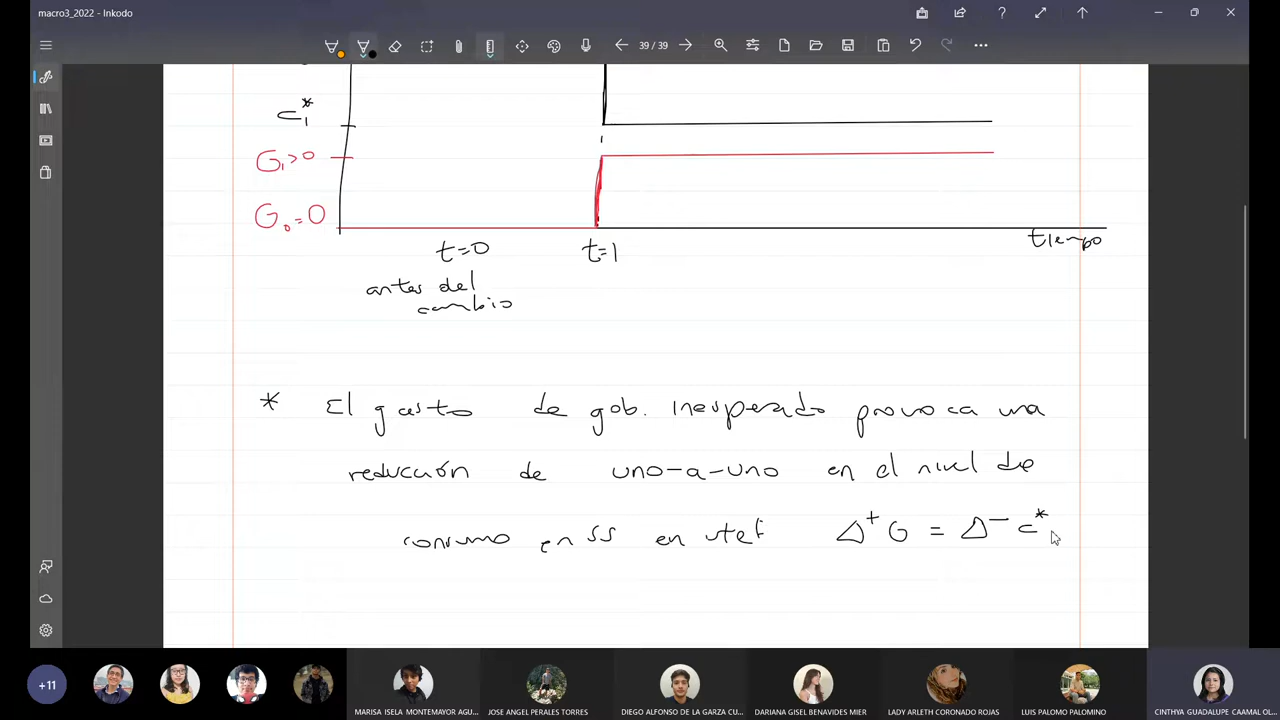 macro3_2022 - Inkodo
39 / 39
c₁*
G₁>0
G₀=0
t=0
t=1
tiempo
antes del
cambio
* El gasto de gob. inesperado provoca una
reducción de uno-a-uno en el nivel de
consumo en SS en utef Δ⁺ G = Δ⁻ c*
+11
MARISA ISELA MONTEMAYOR AGU...
JOSE ANGEL PERALES TORRES
DIEGO ALFONSO DE LA GARZA CU...
DARIANA GISEL BENAVIDES MIER
LADY ARLETH CORONADO ROJAS
LUIS PALOMO PALOMINO
CINTHYA GUADALUPE CAAMAL OL...